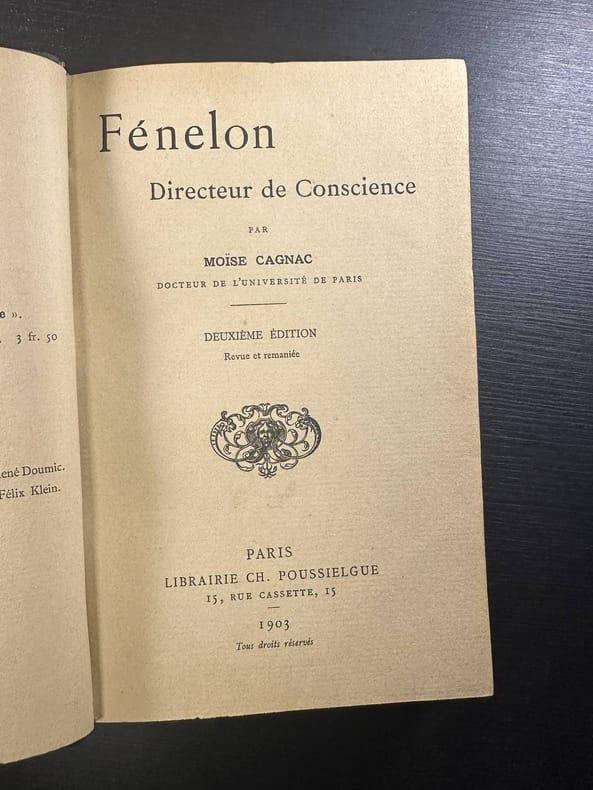 e ».
. 3 fr. 50
ené Doumic.
Félix Klein.
Fénelon
Directeur de Conscience
PAR
MOÏSE CAGNAC
DOCTEUR DE L'UNIVERSITÉ DE PARIS
DEUXIÈME ÉDITION
Revue et remaniée
PARIS
LIBRAIRIE CH. POUSSIELGUE
15, RUE CASSETTE, 15
1903
Tous droits réservés